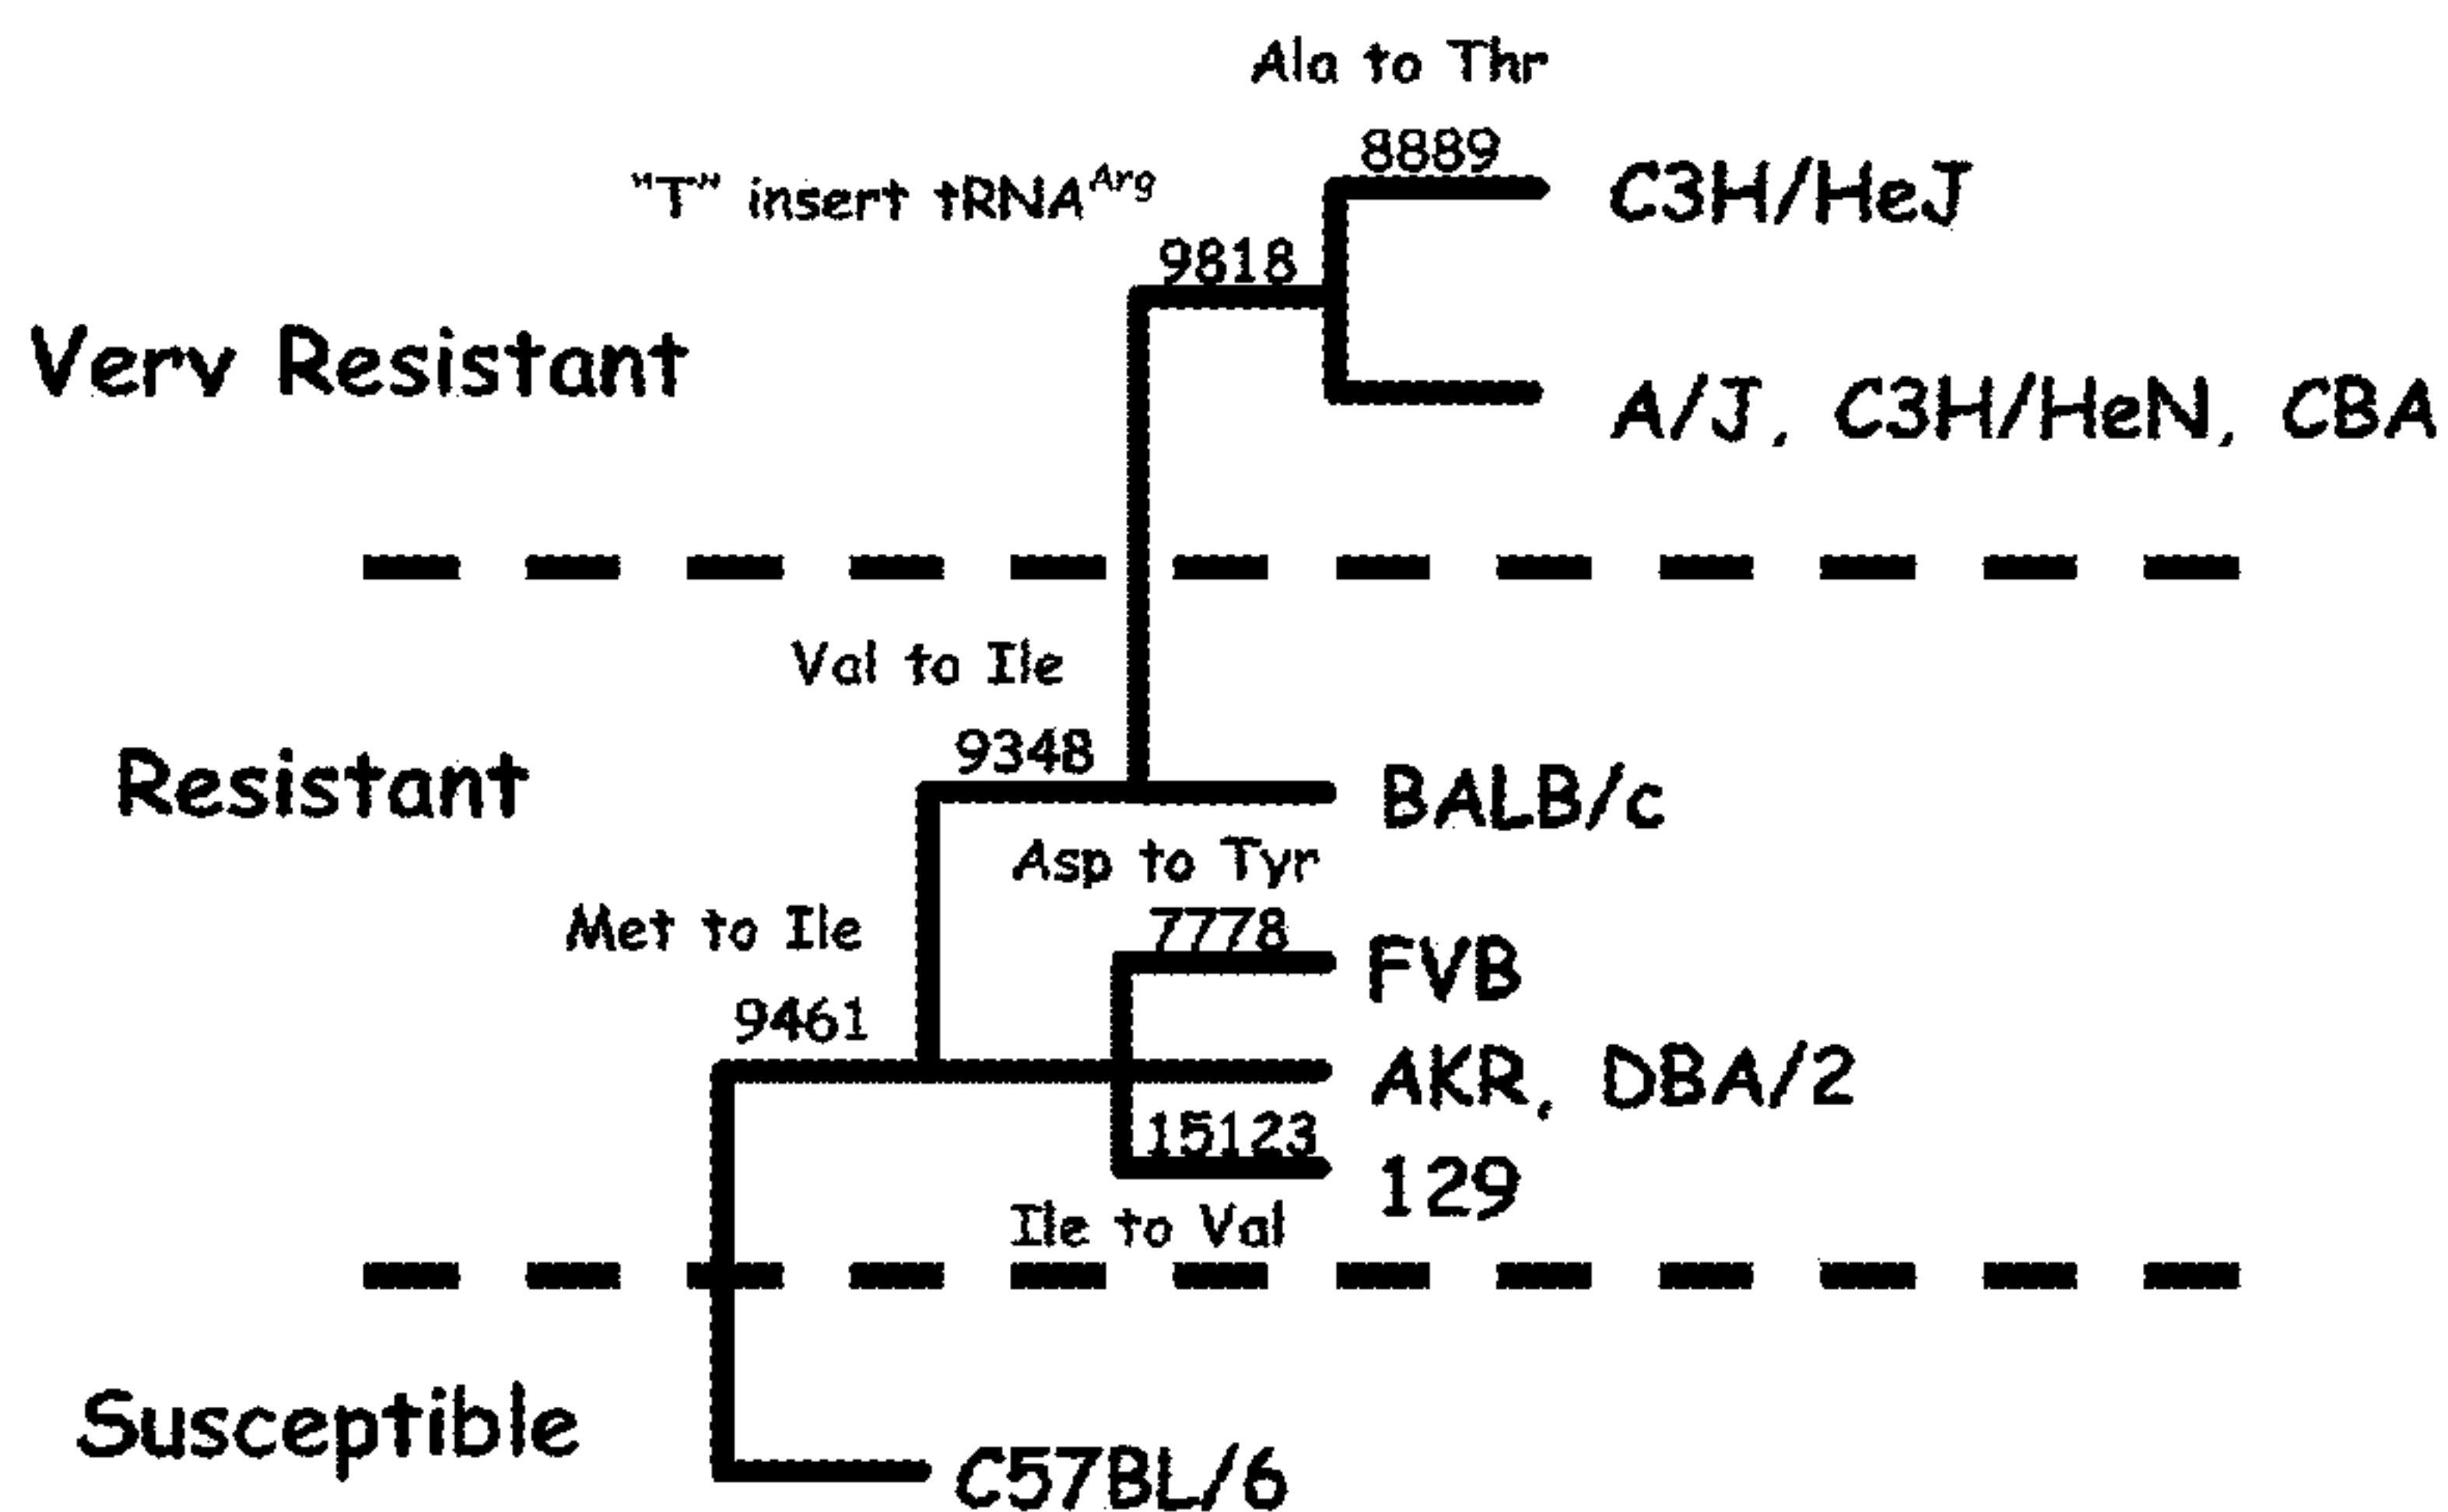 Ala to Thr
8889
C3H/HeJ
"T" insert tRNAArg
9818
Very Resistant
A/J, C3H/HeN, CBA
Val to Ile
9348
Resistant
BALB/c
Asp to Tyr
7778
FVB
Met to Ile
9461
AKR, DBA/2
15123
129
Ile to Val
Susceptible
C57BL/6